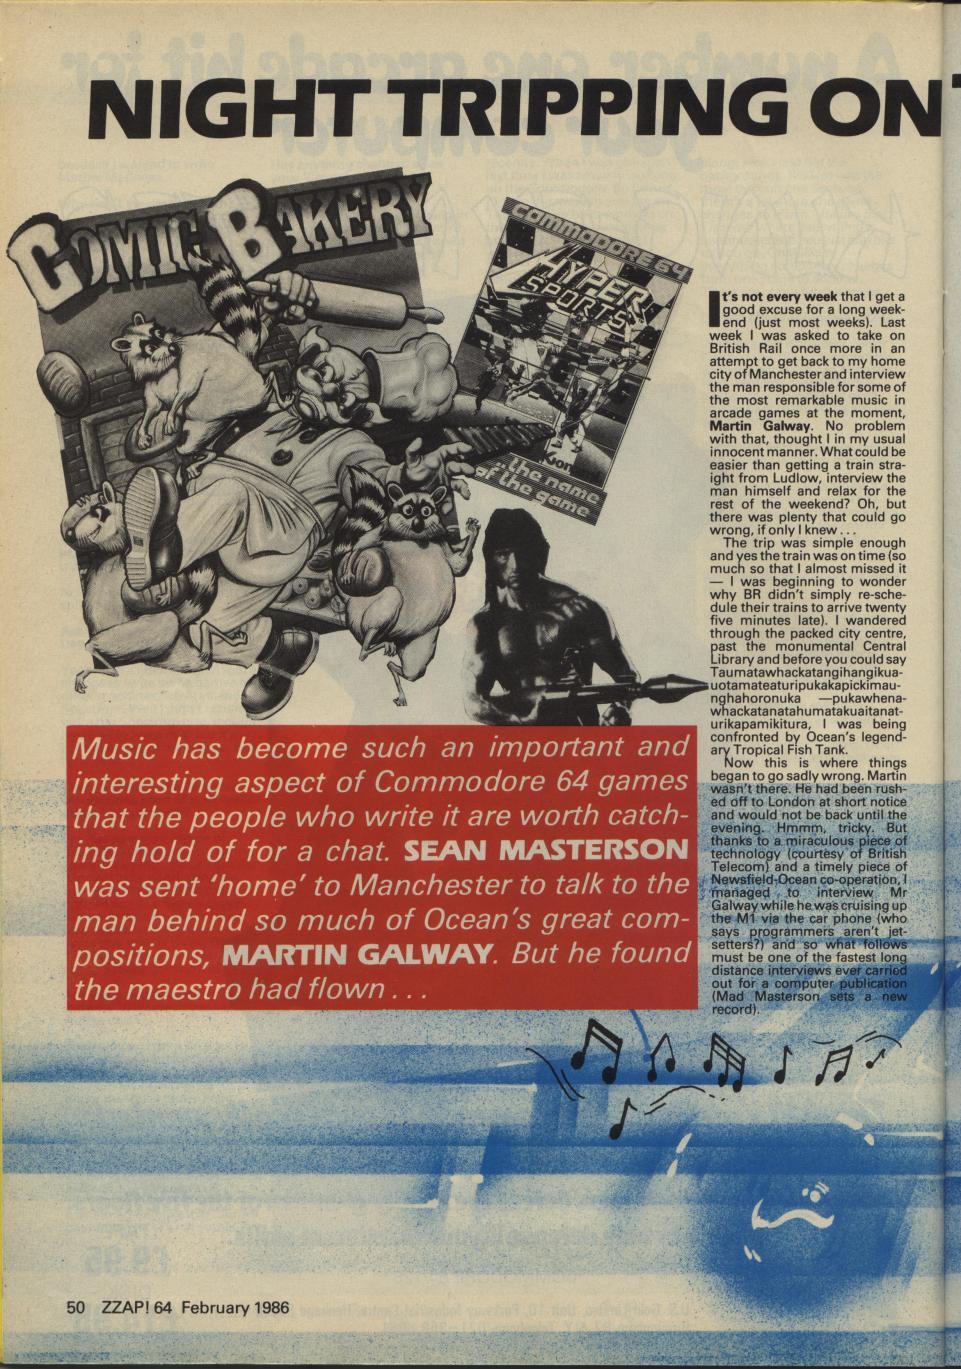 NIGHT TRIPPING ON
COMIC BAKERY
COMMODORE 64
HYPER
SPORTS
Kon
the name
of the game
It's not every week that I get a
good excuse for a long week-
end (just most weeks). Last
week I was asked to take on
British Rail once more in an
attempt to get back to my home
city of Manchester and interview
the man responsible for some of
the most remarkable music in
arcade games at the moment,
Martin Galway. No problem
with that, thought I in my usual
innocent manner. What could be
easier than getting a train stra-
ight from Ludlow, interview the
man himself and relax for the
rest of the weekend? Oh, but
there was plenty that could go
wrong, if only I knew . . .
The trip was simple enough
and yes the train was on time (so
much so that I almost missed it
— I was beginning to wonder
why BR didn't simply re-sche-
dule their trains to arrive twenty
five minutes late). I wandered
through the packed city centre,
past the monumental Central
Library and before you could say
Taumatawhackatangihangikua-
uotamateaturipukakapickimau-
nghahoronuka —pukawhena-
whackatanatahumatakuaitanat-
urikapamikitura, I was being
confronted by Ocean's legend-
ary Tropical Fish Tank.
Now this is where things
began to go sadly wrong. Martin
wasn't there. He had been rush-
ed off to London at short notice
and would not be back until the
evening. Hmmm, tricky. But
thanks to a miraculous piece of
technology (courtesy of British
Telecom) and a timely piece of
Newsfield-Ocean co-operation, I
managed to interview Mr
Galway while he was cruising up
the M1 via the car phone (who
says programmers aren't jet-
setters?) and so what follows
must be one of the fastest long
distance interviews ever carried
out for a computer publication
(Mad Masterson sets a new
record).
Music has become such an important and
interesting aspect of Commodore 64 games
that the people who write it are worth catch-
ing hold of for a chat. SEAN MASTERSON
was sent 'home' to Manchester to talk to the
man behind so much of Ocean's great com-
positions, MARTIN GALWAY. But he found
the maestro had flown . . .
50 ZZAP! 64 February 1986